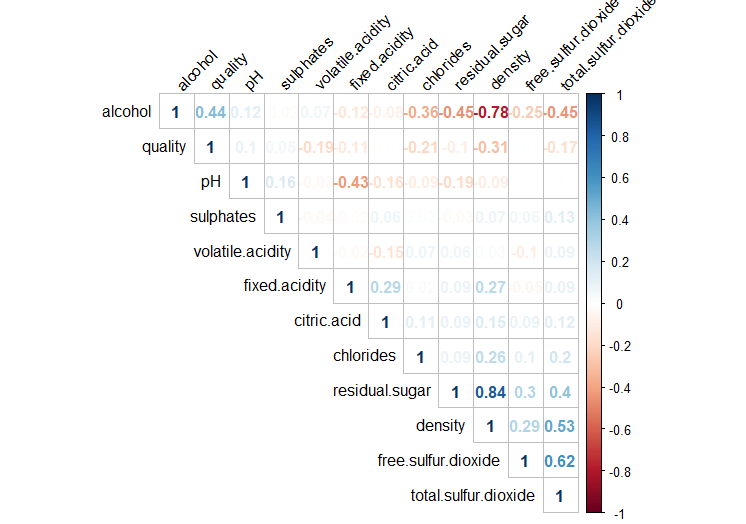 alcohol quality pH sulphates volatile.acidity fixed.acidity citric.acid chlorides residual.sugar density free.sulfur.dioxide total.sulfur.dioxide
alcohol 1 0.44 0.12 0.07 -0.12 -0.36 -0.45 -0.78 -0.25 -0.45
quality 1 0.1 0.05 -0.19 -0.11 -0.21 -0.1 -0.31 -0.17
pH 1 0.16 -0.43 -0.16 -0.09 -0.19 -0.09
sulphates 1 0.06 0.07 0.06 0.13
volatile.acidity 1 -0.15 0.07 0.06 -0.1 0.09
fixed.acidity 1 0.29 0.09 0.27 0.09
citric.acid 1 0.11 0.09 0.15 0.09 0.12
chlorides 1 0.09 0.26 0.1 0.2
residual.sugar 1 0.84 0.3 0.4
density 1 0.29 0.53
free.sulfur.dioxide 1 0.62
total.sulfur.dioxide 1
1
0.8
0.6
0.4
0.2
0
-0.2
-0.4
-0.6
-0.8
-1